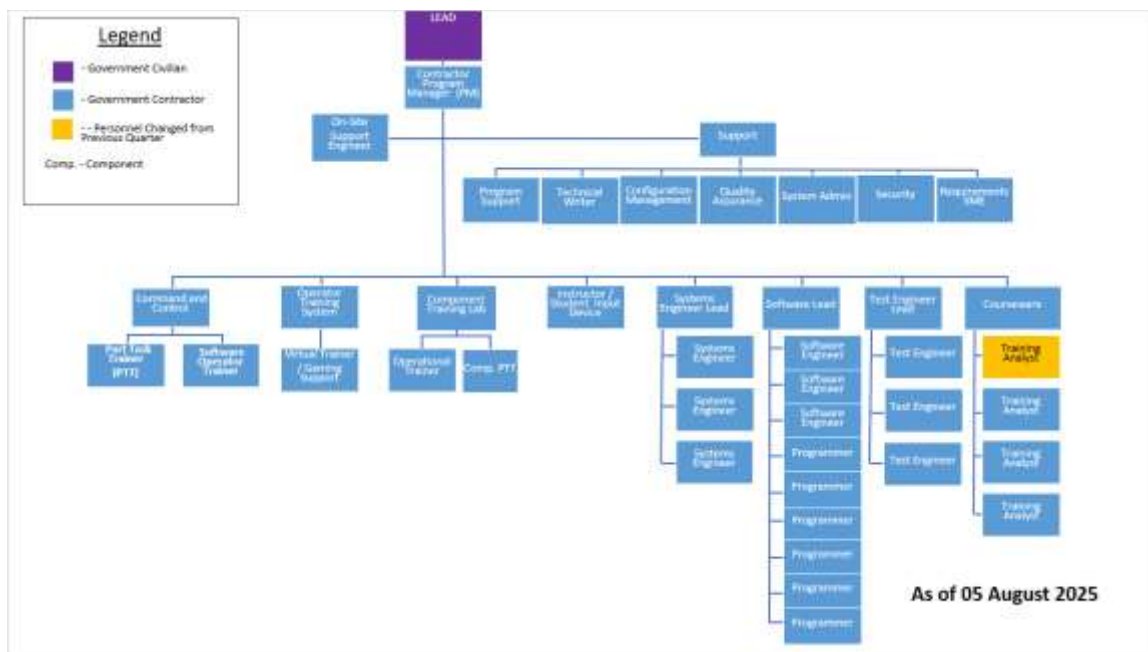 Legend
- Government Civilian
- Government Contractor
- - Personnel Changed from
Previous Quarter
Comp. - Component
LEAD
Contractor
Program
Manager (PM)
On-Site
Support
Engineer
Support
Program
Support
Technical
Writer
Configuration
Management
Quality
Assurance
System Admin
Security
Requirements
SME
Command and
Control
Part Task
Trainer
(PTT)
Software
Operator
Trainer
Operator
Training
System
Virtual Trainer
/ Gaming
Support
Component
Training Lab
Operational
Trainer
Comp. PTT
Instructor /
Student Input
Device
Systems
Engineer Lead
Systems
Engineer
Systems
Engineer
Systems
Engineer
Software Lead
Software
Engineer
Software
Engineer
Software
Engineer
Programmer
Programmer
Programmer
Programmer
Programmer
Programmer
Test Engineer
Lead
Test Engineer
Test Engineer
Test Engineer
Courseware
Training
Analyst
Training
Analyst
Training
Analyst
Training
Analyst
As of 05 August 2025